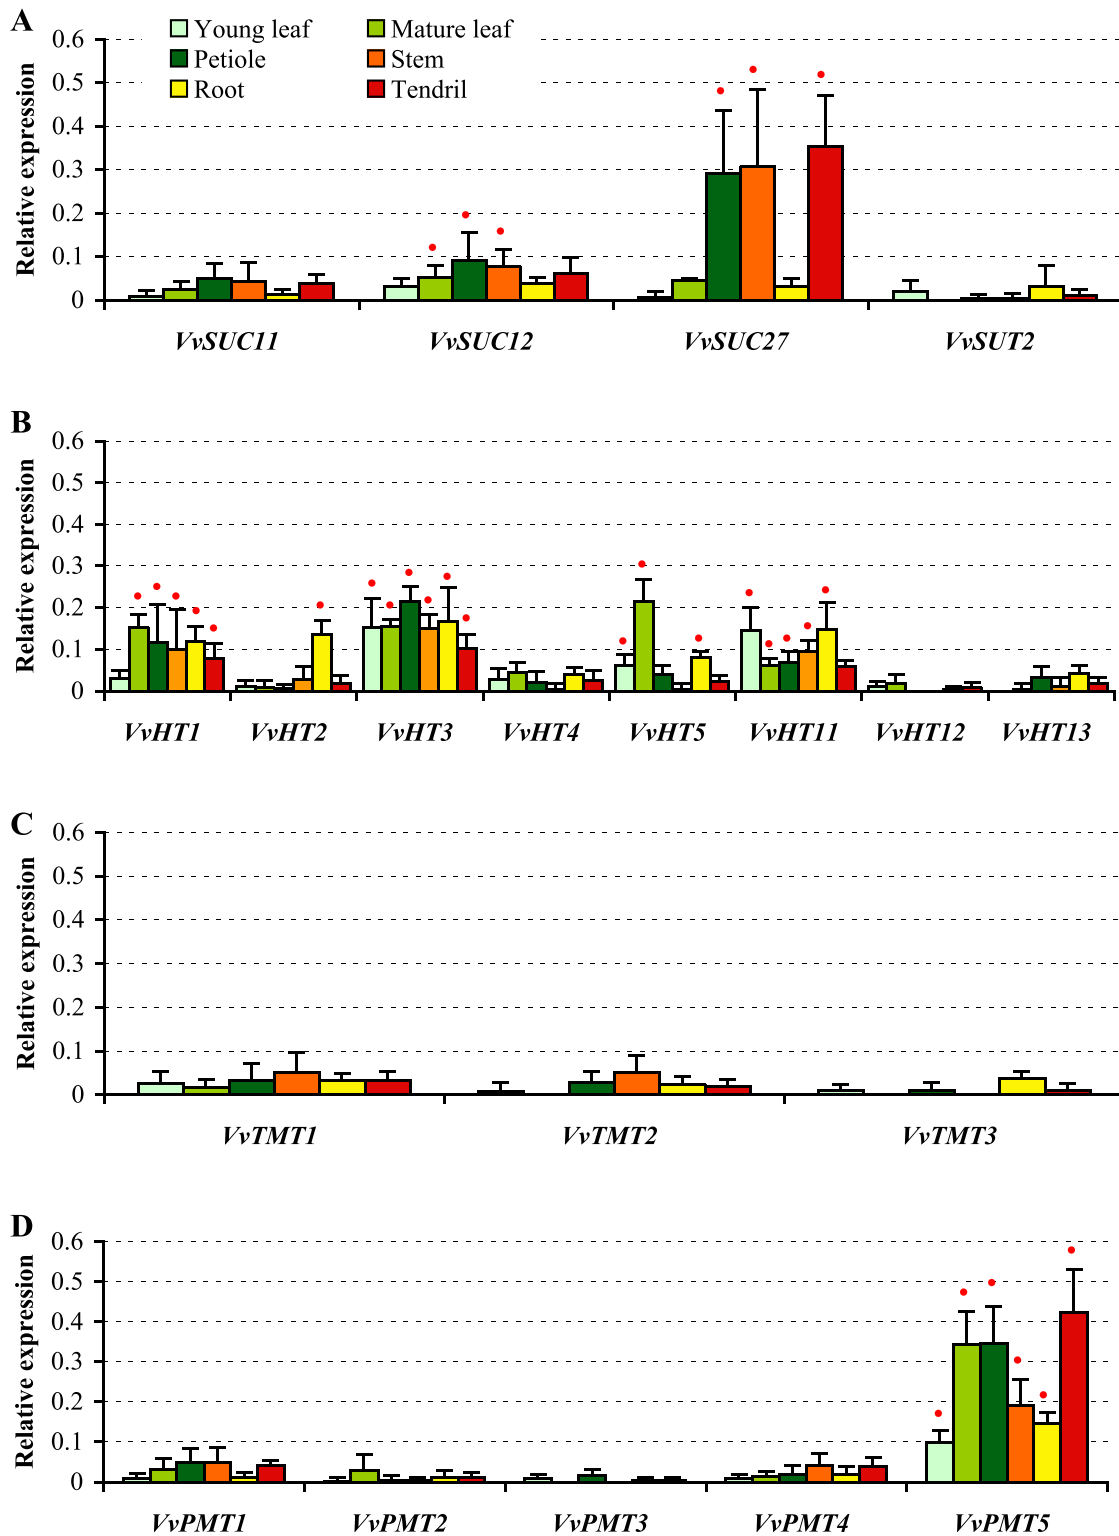 A
Young leaf Mature leaf
Petiole Stem
Root Tendril
Relative expression
0.6
0.5
0.4
0.3
0.2
0.1
0
VvSUC11 VvSUC12 VvSUC27 VvSUT2
B
Relative expression
0.6
0.5
0.4
0.3
0.2
0.1
0
VvHT1 VvHT2 VvHT3 VvHT4 VvHT5 VvHT11 VvHT12 VvHT13
C
Relative expression
0.6
0.5
0.4
0.3
0.2
0.1
0
VvTMT1 VvTMT2 VvTMT3
D
Relative expression
0.6
0.5
0.4
0.3
0.2
0.1
0
VvPMT1 VvPMT2 VvPMT3 VvPMT4 VvPMT5